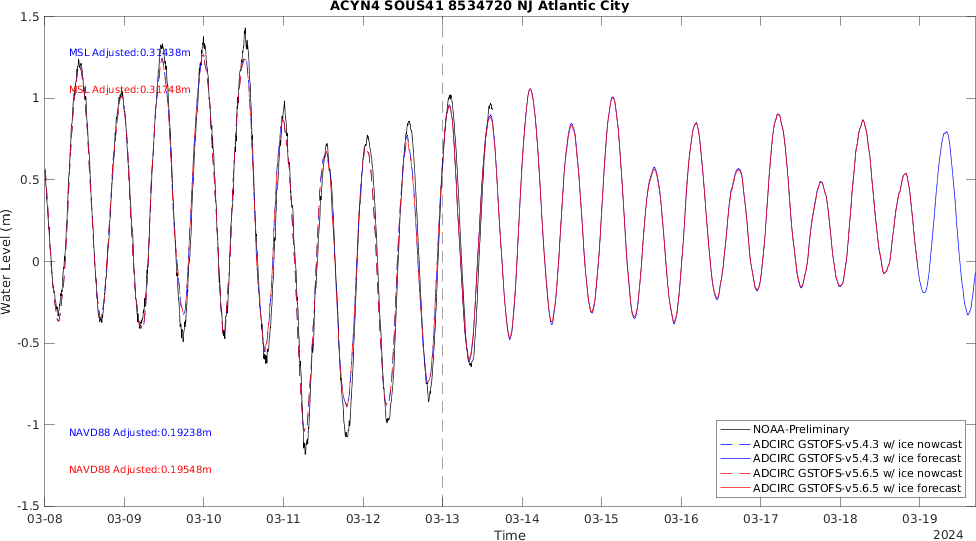 ACYN4 SOUS41 8534720 NJ Atlantic City
MSL Adjusted:0.31438m
MSL Adjusted:0.31748m
NAVD88 Adjusted:0.19238m
NAVD88 Adjusted:0.19548m
Water Level (m)
1.5
1
0.5
0
-0.5
-1
-1.5
NOAA-Preliminary
ADCIRC GSTOFS-v5.4.3 w/ ice nowcast
ADCIRC GSTOFS-v5.4.3 w/ ice forecast
ADCIRC GSTOFS-v5.6.5 w/ ice nowcast
ADCIRC GSTOFS-v5.6.5 w/ ice forecast
03-08 03-09 03-10 03-11 03-12 03-13 03-14 03-15 03-16 03-17 03-18 03-19
Time
2024